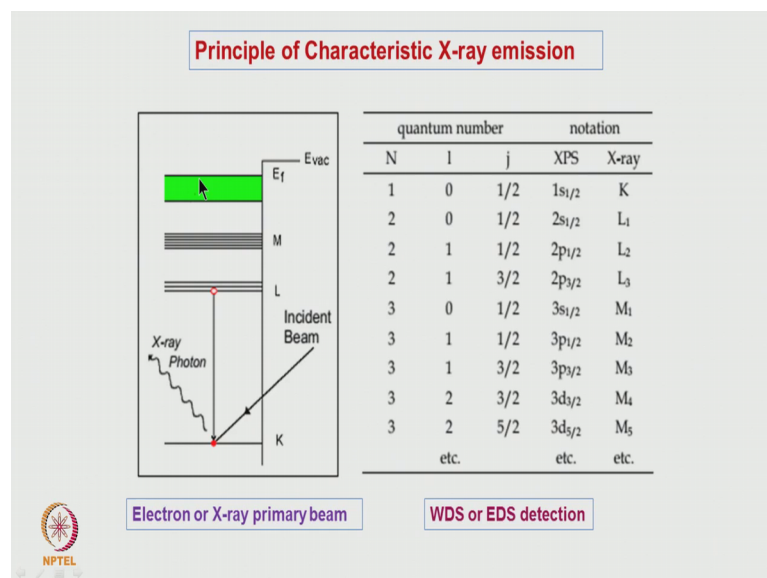 Principle of Characteristic X-ray emission
Evac
Ef
M
L
Incident
Beam
X-ray
Photon
K
quantum number notation
N l j XPS X-ray
1 0 1/2 1s1/2 K
2 0 1/2 2s1/2 L1
2 1 1/2 2p1/2 L2
2 1 3/2 2p3/2 L3
3 0 1/2 3s1/2 M1
3 1 1/2 3p1/2 M2
3 1 3/2 3p3/2 M3
3 2 3/2 3d3/2 M4
3 2 5/2 3d5/2 M5
etc. etc. etc.
Electron or X-ray primary beam
WDS or EDS detection
NPTEL